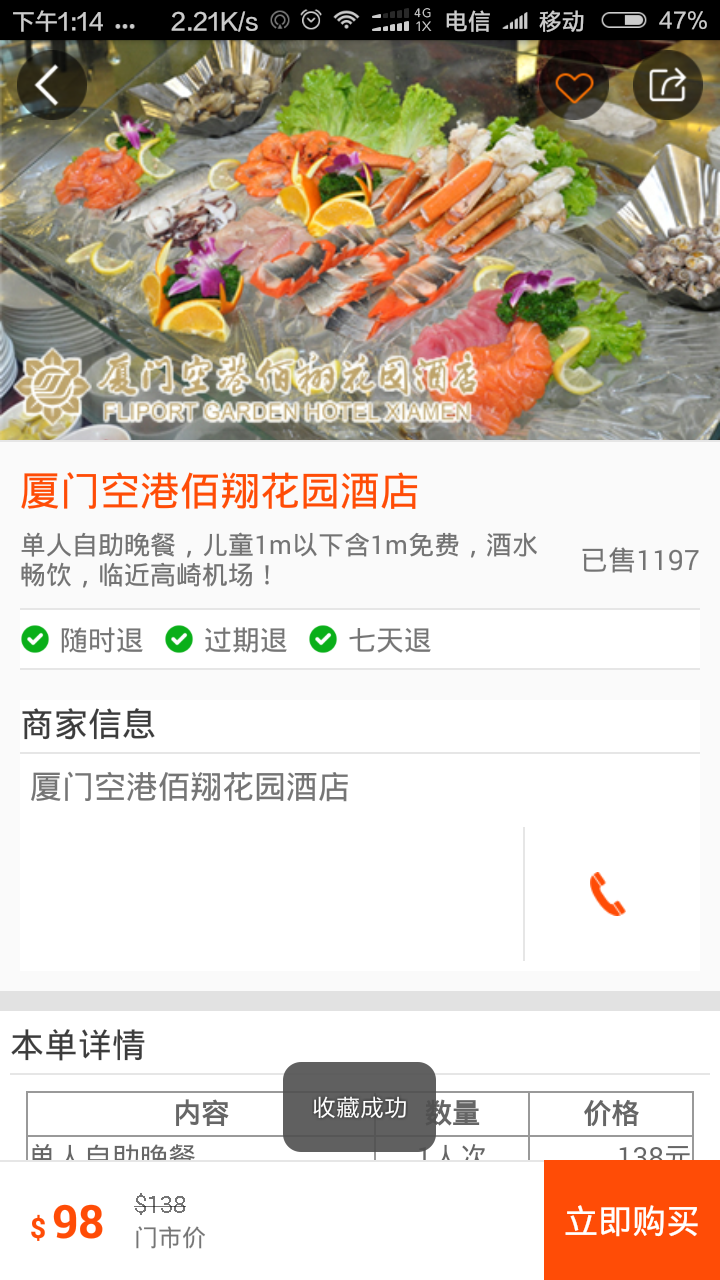 下午1:14 ... 2.21K/s 4G 1X 电信 移动 47%
厦门空港佰翔花园酒店
FLIPORT GARDEN HOTEL XIAMEN
厦门空港佰翔花园酒店
单人自助晚餐，儿童1m以下含1m免费，酒水
畅饮，临近高崎机场！
已售1197
随时退 过期退 七天退
商家信息
厦门空港佰翔花园酒店
本单详情
内容 数量 价格
收藏成功
单人自助晚餐 1人次 138元
$98
$138
门市价
立即购买